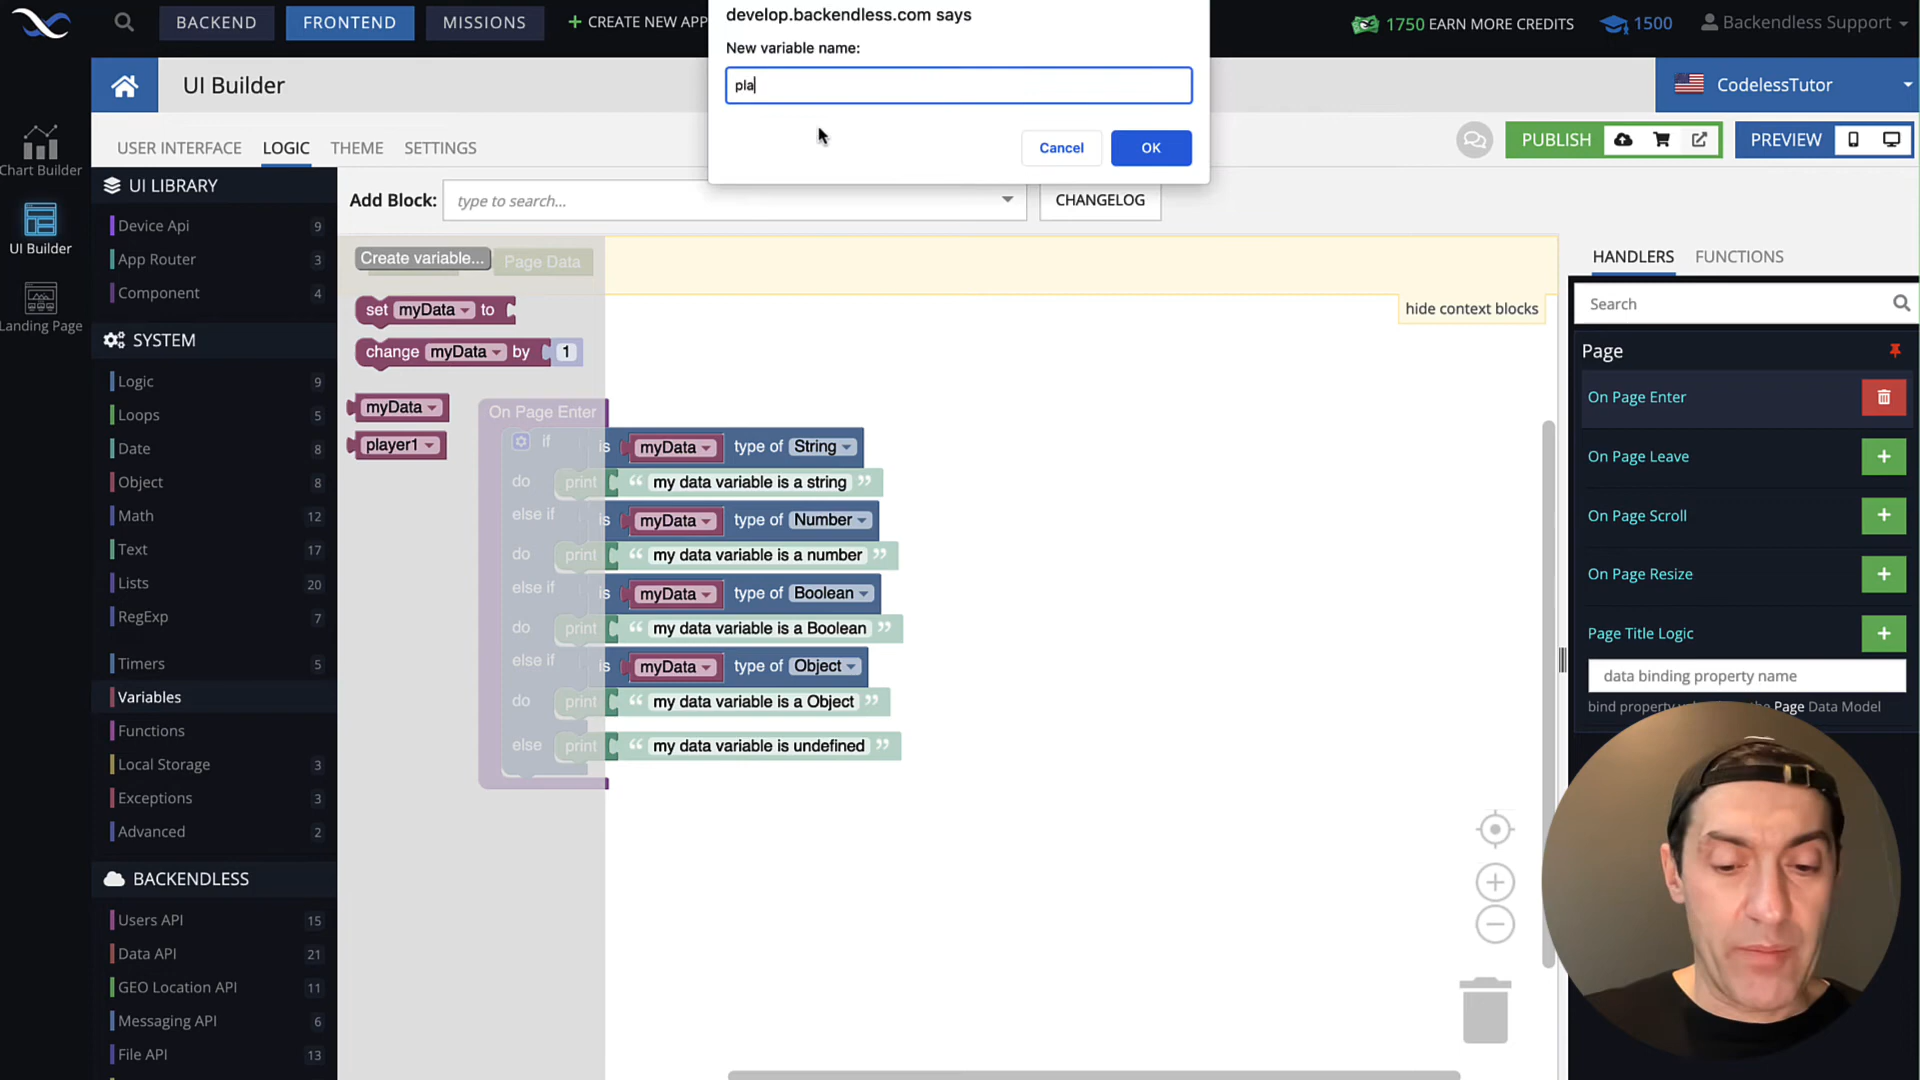 develop.backendless.com says
New variable name:
pla
Cancel
OK
BACKEND
FRONTEND
MISSIONS
+ CREATE NEW APP
1750 EARN MORE CREDITS
1500
Backendless Support
UI Builder
CodelessTutor
USER INTERFACE
LOGIC
THEME
SETTINGS
PUBLISH
PREVIEW
Chart Builder
UI Builder
Landing Page
UI LIBRARY
Device Api 9
App Router 3
Component 4
SYSTEM
Logic 9
Loops 5
Date 8
Object 8
Math 12
Text 17
Lists 20
RegExp 7
Timers 5
Variables
Functions
Local Storage 3
Exceptions 3
Advanced 2
BACKENDLESS
Users API 15
Data API 21
GEO Location API 11
Messaging API 6
File API 13
Add Block:
type to search...
CHANGELOG
Create variable...
Page Data
hide context blocks
set myData to
change myData by 1
myData
player1
On Page Enter
if is myData type of String
do print “ my data variable is a string ”
else if is myData type of Number
do print “ my data variable is a number ”
else if is myData type of Boolean
do print “ my data variable is a Boolean ”
else if is myData type of Object
do print “ my data variable is a Object ”
else print “ my data variable is undefined ”
HANDLERS
FUNCTIONS
Search
Page
On Page Enter
On Page Leave
On Page Scroll
On Page Resize
Page Title Logic
data binding property name
bind property
Page Data Model